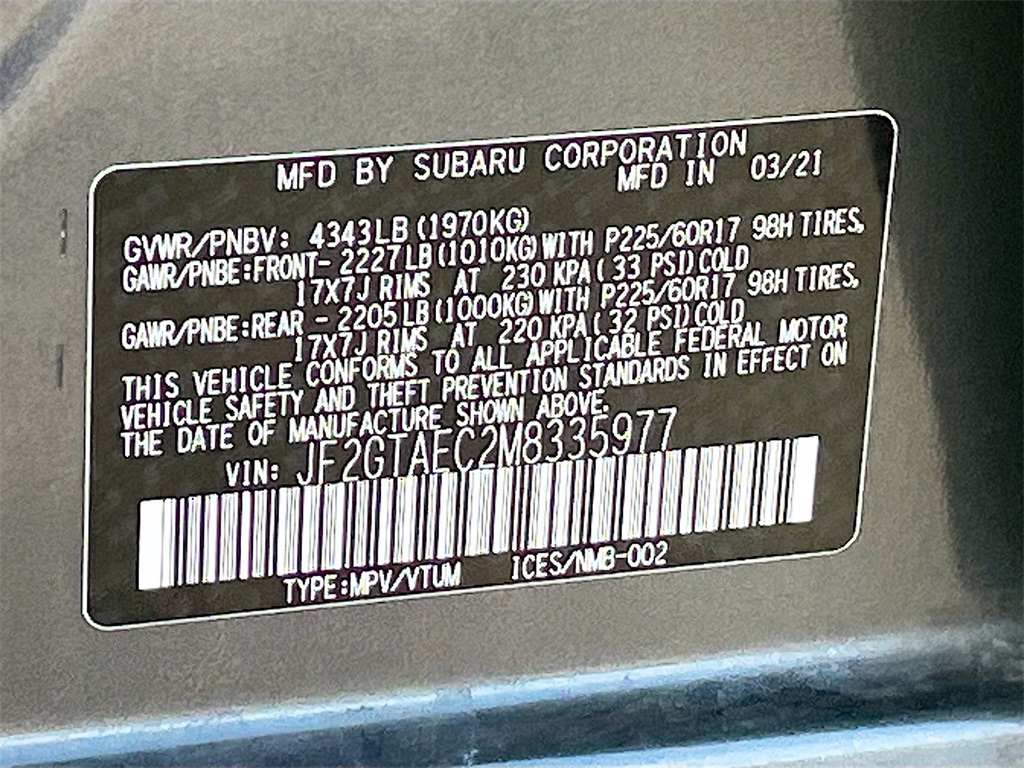 MFD BY SUBARU CORPORATION
MFD IN 03/21
GVWR/PNBV: 4343LB (1970KG)
GAWR/PNBE:FRONT- 2227LB (1010KG) WITH P225/60R17 98H TIRES,
17X7J RIMS AT 230 KPA ( 33 PSI) COLD
GAWR/PNBE:REAR - 2205LB (1000KG) WITH P225/60R17 98H TIRES,
17X7J RIMS AT 220 KPA ( 32 PSI) COLD
THIS VEHICLE CONFORMS TO ALL APPLICABLE FEDERAL MOTOR
VEHICLE SAFETY AND THEFT PREVENTION STANDARDS IN EFFECT ON
THE DATE OF MANUFACTURE SHOWN ABOVE.
VIN: JF2GTAEC2M8335977
TYPE:MPV/VTUM ICES/NMB-002